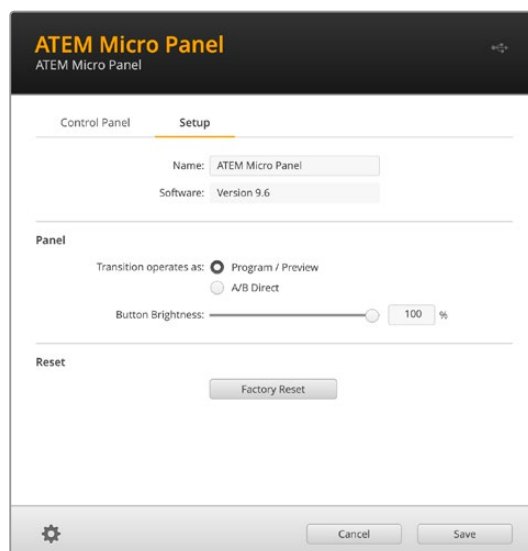 ATEM Micro Panel
ATEM Micro Panel
Control Panel Setup
Name: ATEM Micro Panel
Software: Version 9.6
Panel
Transition operates as: Program / Preview
A/B Direct
Button Brightness: 100 %
Reset
Factory Reset
Cancel Save